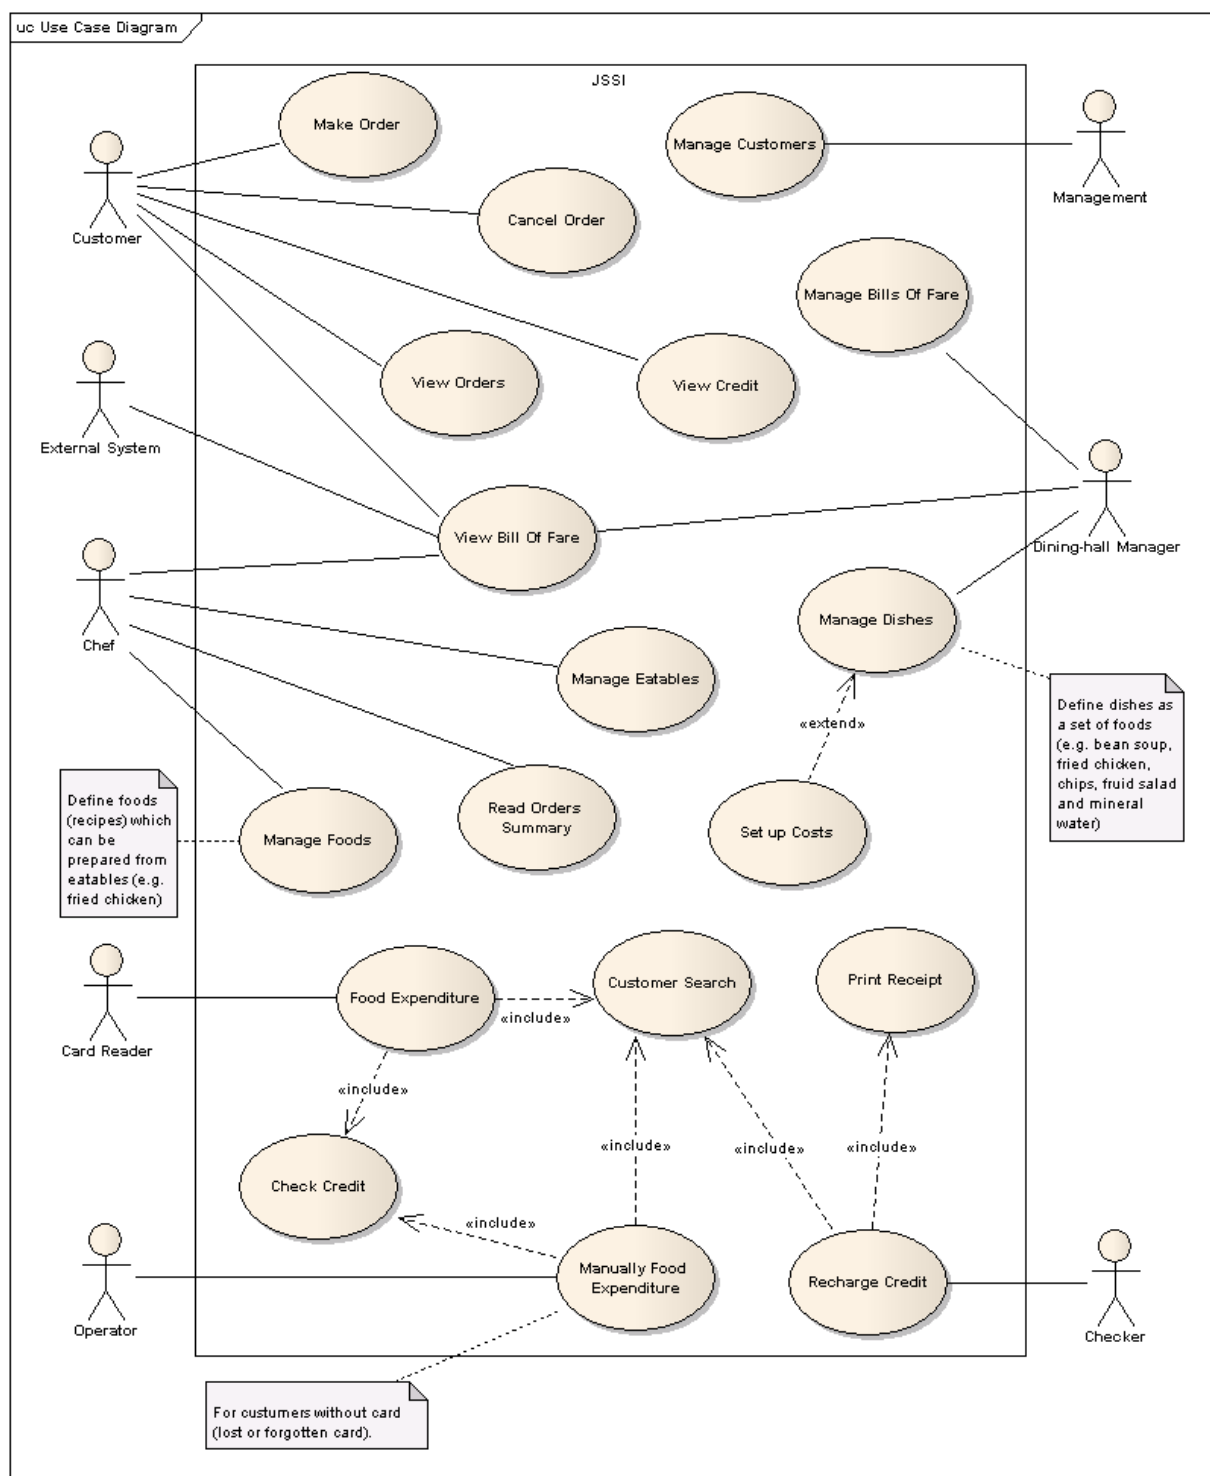 uc Use Case Diagram
JSSI
Make Order
Manage Customers
Customer
Management
Cancel Order
Manage Bills Of Fare
View Orders
View Credit
External System
View Bill Of Fare
Dining-hall Manager
Chef
Manage Dishes
Manage Eatables
«extend»
Define dishes as
a set of foods
(e.g. bean soup,
fried chicken,
chips, fruid salad
and mineral
water)
Define foods
(recipes) which
can be
prepared from
eatables (e.g.
fried chicken)
Manage Foods
Read Orders
Summary
Set up Costs
Card Reader
Food Expenditure
«include»
Customer Search
Print Receipt
«include»
«include»
«include»
«include»
Check Credit
«include»
Operator
Manually Food
Expenditure
Recharge Credit
Checker
For custumers without card
(lost or forgotten card).